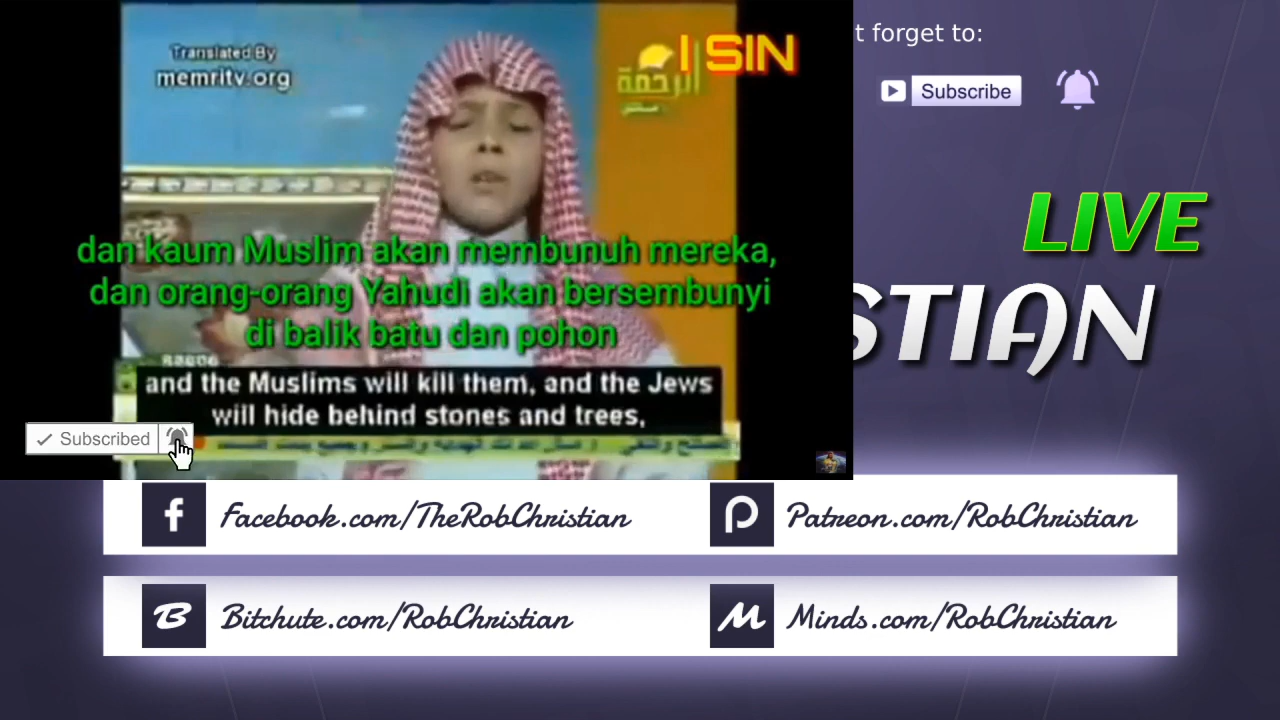 Translated By
memritv.org
I SIN
الرحمة
t forget to:
Subscribe
LIVE
STIAN
dan kaum Muslim akan membunuh mereka,
dan orang-orang Yahudi akan bersembunyi
di balik batu dan pohon
and the Muslims will kill them, and the Jews
will hide behind stones and trees,
Subscribed
Facebook.com/TheRobChristian
Patreon.com/RobChristian
Bitchute.com/RobChristian
Minds.com/RobChristian